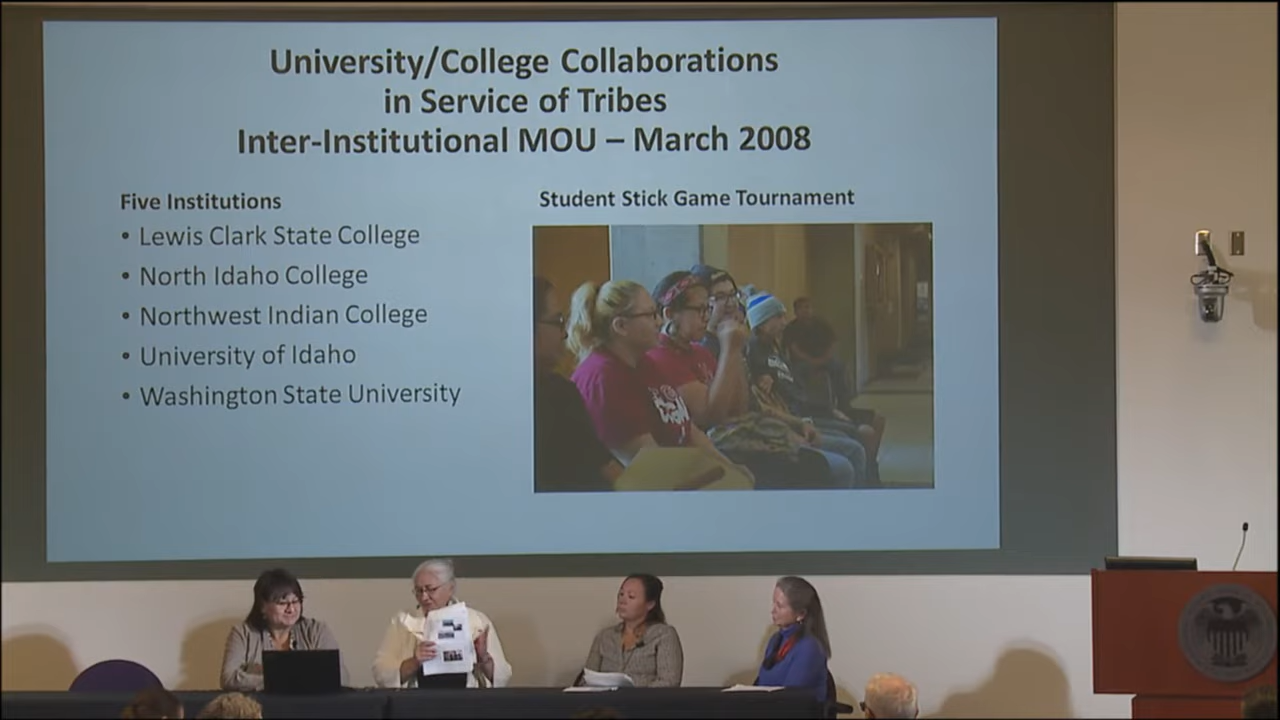 University/College Collaborations
in Service of Tribes
Inter-Institutional MOU – March 2008
Five Institutions
• Lewis Clark State College
• North Idaho College
• Northwest Indian College
• University of Idaho
• Washington State University
Student Stick Game Tournament